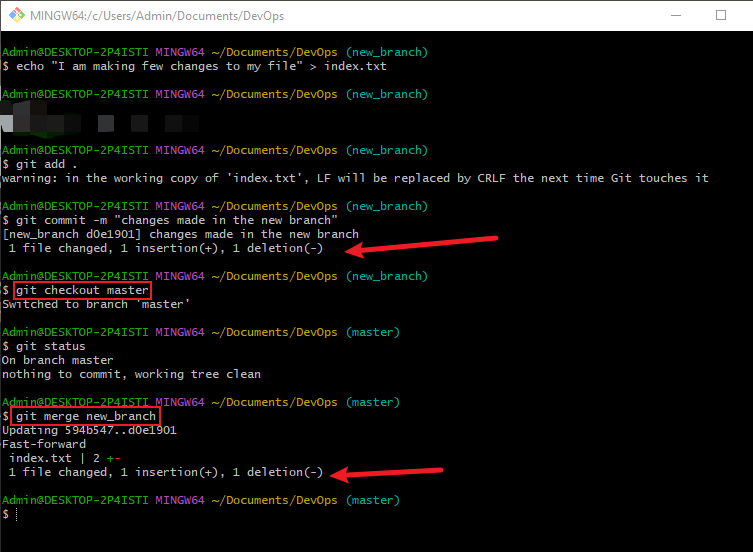 MINGW64:/c/Users/Admin/Documents/DevOps
Admin@DESKTOP-2P4ISTI MINGW64 ~/Documents/DevOps (new_branch)
$ echo "I am making few changes to my file" > index.txt
Admin@DESKTOP-2P4ISTI MINGW64 ~/Documents/DevOps (new_branch)
Admin@DESKTOP-2P4ISTI MINGW64 ~/Documents/DevOps (new_branch)
$ git add .
warning: in the working copy of 'index.txt', LF will be replaced by CRLF the next time Git touches it
Admin@DESKTOP-2P4ISTI MINGW64 ~/Documents/DevOps (new_branch)
$ git commit -m "changes made in the new branch"
[new_branch d0e1901] changes made in the new branch
1 file changed, 1 insertion(+), 1 deletion(-)
Admin@DESKTOP-2P4ISTI MINGW64 ~/Documents/DevOps (new_branch)
$ git checkout master
Switched to branch 'master'
Admin@DESKTOP-2P4ISTI MINGW64 ~/Documents/DevOps (master)
$ git status
On branch master
nothing to commit, working tree clean
Admin@DESKTOP-2P4ISTI MINGW64 ~/Documents/DevOps (master)
$ git merge new_branch
Updating 594b547..d0e1901
Fast-forward
index.txt | 2 +-
1 file changed, 1 insertion(+), 1 deletion(-)
Admin@DESKTOP-2P4ISTI MINGW64 ~/Documents/DevOps (master)
$